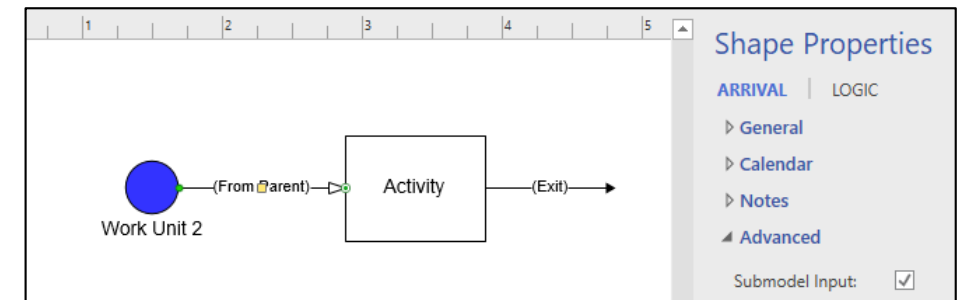 1 2 3 4 5
Shape Properties
ARRIVAL | LOGIC
General
Calendar
Notes
Advanced
Submodel Input:
(From Parent)
Activity
(Exit)
Work Unit 2